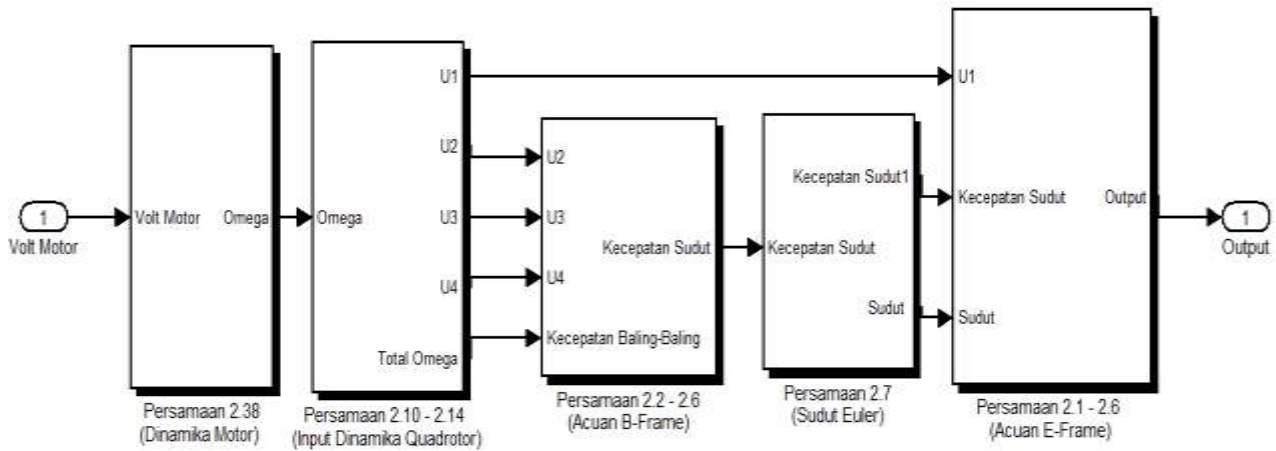 1
Volt Motor
Volt Motor
Omega
Persamaan 2.38
(Dinamika Motor)
Omega
U1
U2
U3
U4
Total Omega
Persamaan 2.10 - 2.14
(Input Dinamika Quadrotor)
U2
U3
U4
Kecepatan Baling-Baling
Kecepatan Sudut
Persamaan 2.2 - 2.6
(Acuan B-Frame)
Kecepatan Sudut
Kecepatan Sudut1
Sudut
Persamaan 2.7
(Sudut Euler)
U1
Kecepatan Sudut
Sudut
Output
Persamaan 2.1 - 2.6
(Acuan E-Frame)
1
Output